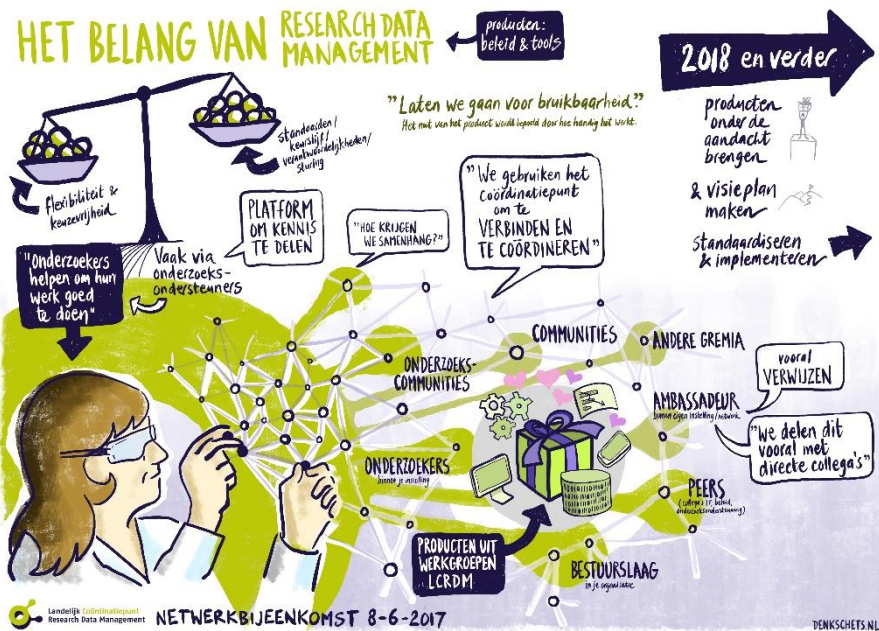 HET BELANG VAN RESEARCH DATA
MANAGEMENT
producten:
beleid & tools
2018 en verder
producten
onder de
aandacht
brengen
& visieplan
maken
Standaardiseren
& implementeren
"Laten we gaan voor bruikbaarheid"
Het nut van het product wordt bepaald door hoe handig het werkt.
standaarden/
keurslijf/
verantwoordelijkheden/
sturing
flexibiliteit &
keuzevrijheid
"Onderzoekers
helpen om hun
werk goed
te doen"
Vaak via
onderzoeks-
ondersteuners
PLATFORM
OM KENNIS
TE DELEN
"HOE KRIJGEN
WE SAMENHANG?"
"We gebruiken het
coördinatiepunt
om te
VERBINDEN EN
TE COÖRDINEREN"
ONDERZOEKS-
COMMUNITIES
COMMUNITIES
ANDERE GREMIA
AMBASSADEUR
binnen eigen instelling/netwerk
vooral
VERWIJZEN
"We delen dit
vooral met
directe collega's"
ONDERZOEKERS
binnen je instelling
PEERS
(collega's IT, beleid,
onderzoeksondersteuning)
PRODUCTEN UIT
WERKGROEPEN
LCRDM
BESTUURSLAAG
in je organisatie
Landelijk Coördinatiepunt
Research Data Management
NETWERKBIJEENKOMST 8-6-2017
DENKSCHETS.NL